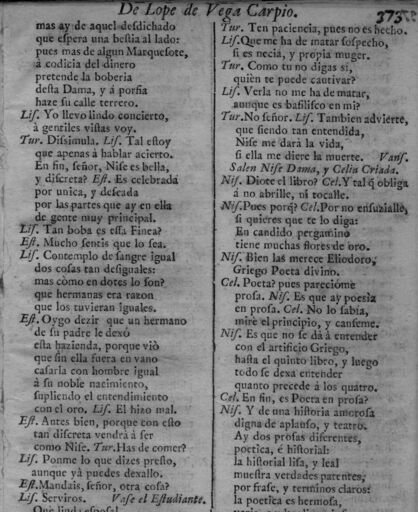 De Lope de Vega Carpio.
375
mas ay de aquel desdichado
que espera una bestia al lado:
pues mas de algun Marquesote,
à codicia del dinero
pretende la boberia
desta Dama, y á porfia
haze su calle terrero.
Lis. Yo llevo lindo concierto,
à gentiles vistas voy.
Tur. Dissimula. Lis. Tal estoy
que apenas à hablar acierto.
En fin, señor, Nise es bella,
y discreta? Est. Es celebrada
por unica, y deseada
por las partes que ay en ella
de gente muy principal.
Lis. Tan boba es essa Finea?
Est. Mucho sentis que lo sea.
Lis. Contemplo de sangre igual
dos cosas tan desiguales:
mas cómo en dotes lo son?
que hermanas era razon
que los tuvieran iguales.
Est. Oygo dezir que un hermano
de su padre le dexó
esta hazienda, porque viò
que sin ella fuera en vano
casarla con hombre igual
à su noble nacimiento,
supliendo el entendimiento
con el oro. Lis. El hizo mal.
Est. Antes bien, porque con esto
tan discreta vendrá à ser
como Nise. Tur. Has de comer?
Lis. Ponme lo que dizes presto,
aunque yà puedes dexallo.
Est. Mandais, señor, otra cosa?
Lis. Serviros. Vase el Estudiante.
Que linda esposa!
Tur. Ten paciencia, pues no es hecho.
Lis. Que me ha de matar sospecho,
si es necia, y propia muger.
Tur. Como tu no digas si,
quièn te puede cautivar?
Lis. Verla no me ha de matar,
aunque es basilisco en mi?
Tur. No señor. Lis. Tambien advierte,
que siendo tan entendida,
Nise me dará la vida,
si ella me diere la muerte. Vans.
Salen Nise Dama, y Celia Criada.
Nis. Diote el libro? Cel. Y tal q̃ obliga
á no abrille, ni tocalle.
Nis. Pues porq̃? Cel. Por no ensuzialle,
si quieres que te lo diga:
En candido pergamino
tiene muchas flores de oro.
Nis. Bien las merece Eliodoro,
Griego Poeta divino.
Cel. Poeta? pues parecióme
prosa. Nis. Es que ay poesia
en prosa. Cel. No lo sabia,
mirè el principio, y canseme.
Nis. Es que no se dá à entender
con el artificio Griego,
hasta el quinto libro, y luego
todo se dexa entender
quanto precede á los quatro.
Cel. En fin, es Poeta en prosa?
Nis. Y de una historia amorosa
digna de aplauso, y teatro.
Ay dos prosas diferentes,
poetica, é historial:
la historial lisa, y leal
muestra verdades patentes,
por frase, y terminos claros:
la poetica es hermosa,